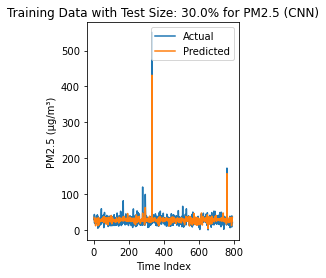 Training Data with Test Size: 30.0% for PM2.5 (CNN)
Actual
Predicted
PM2.5 (μg/m³)
500
400
300
200
100
0
0 200 400 600 800
Time Index